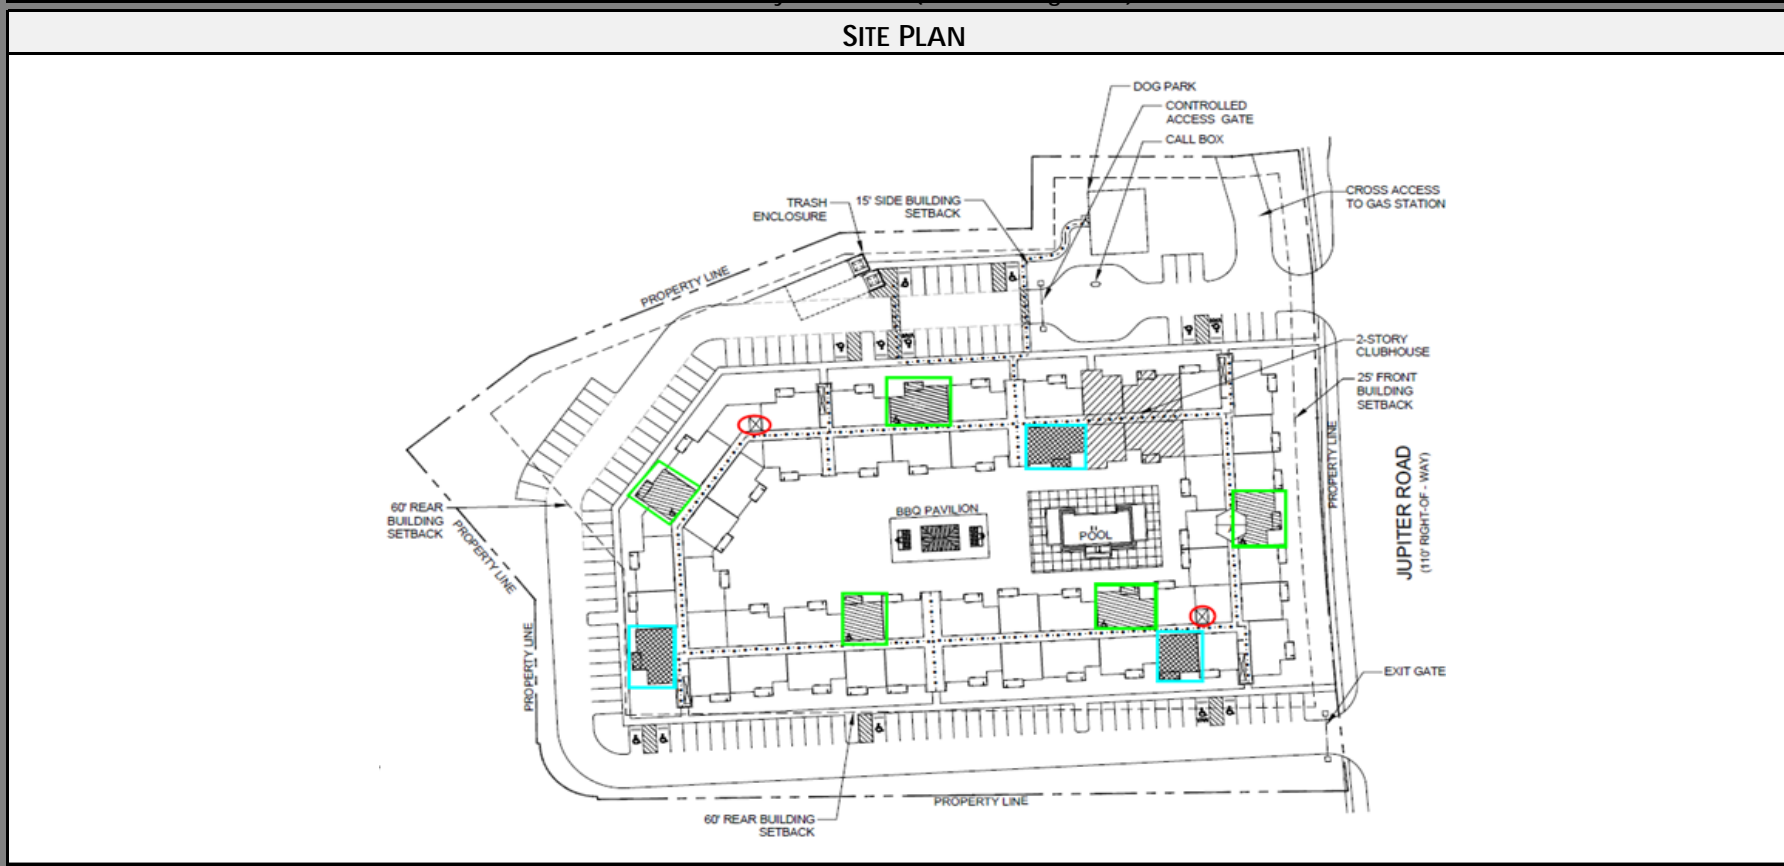 SITE PLAN
DOG PARK
CONTROLLED
ACCESS GATE
CALL BOX
CROSS ACCESS
TO GAS STATION
TRASH
ENCLOSURE
15' SIDE BUILDING
SETBACK
PROPERTY LINE
2-STORY
CLUBHOUSE
25' FRONT
BUILDING
SETBACK
PROPERTY LINE
JUPITER ROAD
(110' RIGHT-OF - WAY)
60' REAR
BUILDING
SETBACK
PROPERTY LINE
BBQ PAVILION
POOL
PROPERTY LINE
EXIT GATE
PROPERTY LINE
60' REAR BUILDING
SETBACK